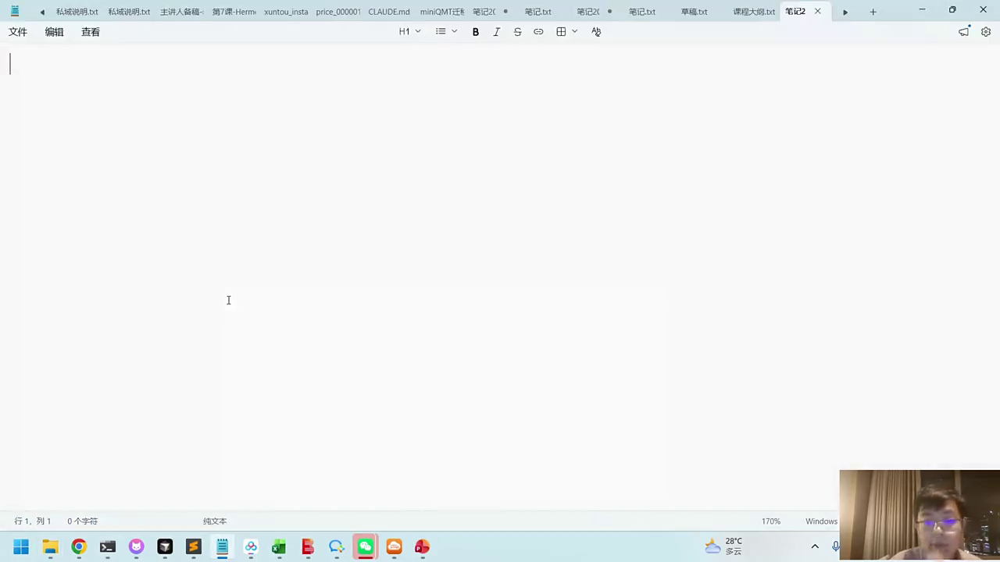 私域说明.txt
私域说明.txt
主讲人备稿-
第7课-Herm
xuntou_insta
price_000001
CLAUDE.md
miniQMT迁移
笔记2(
笔记.txt
笔记2(
笔记.txt
草稿.txt
课程大纲.txt
笔记2
文件
编辑
查看
H1
B
I
行 1，列 1
0 个字符
纯文本
170%
Windows
28°C
多云